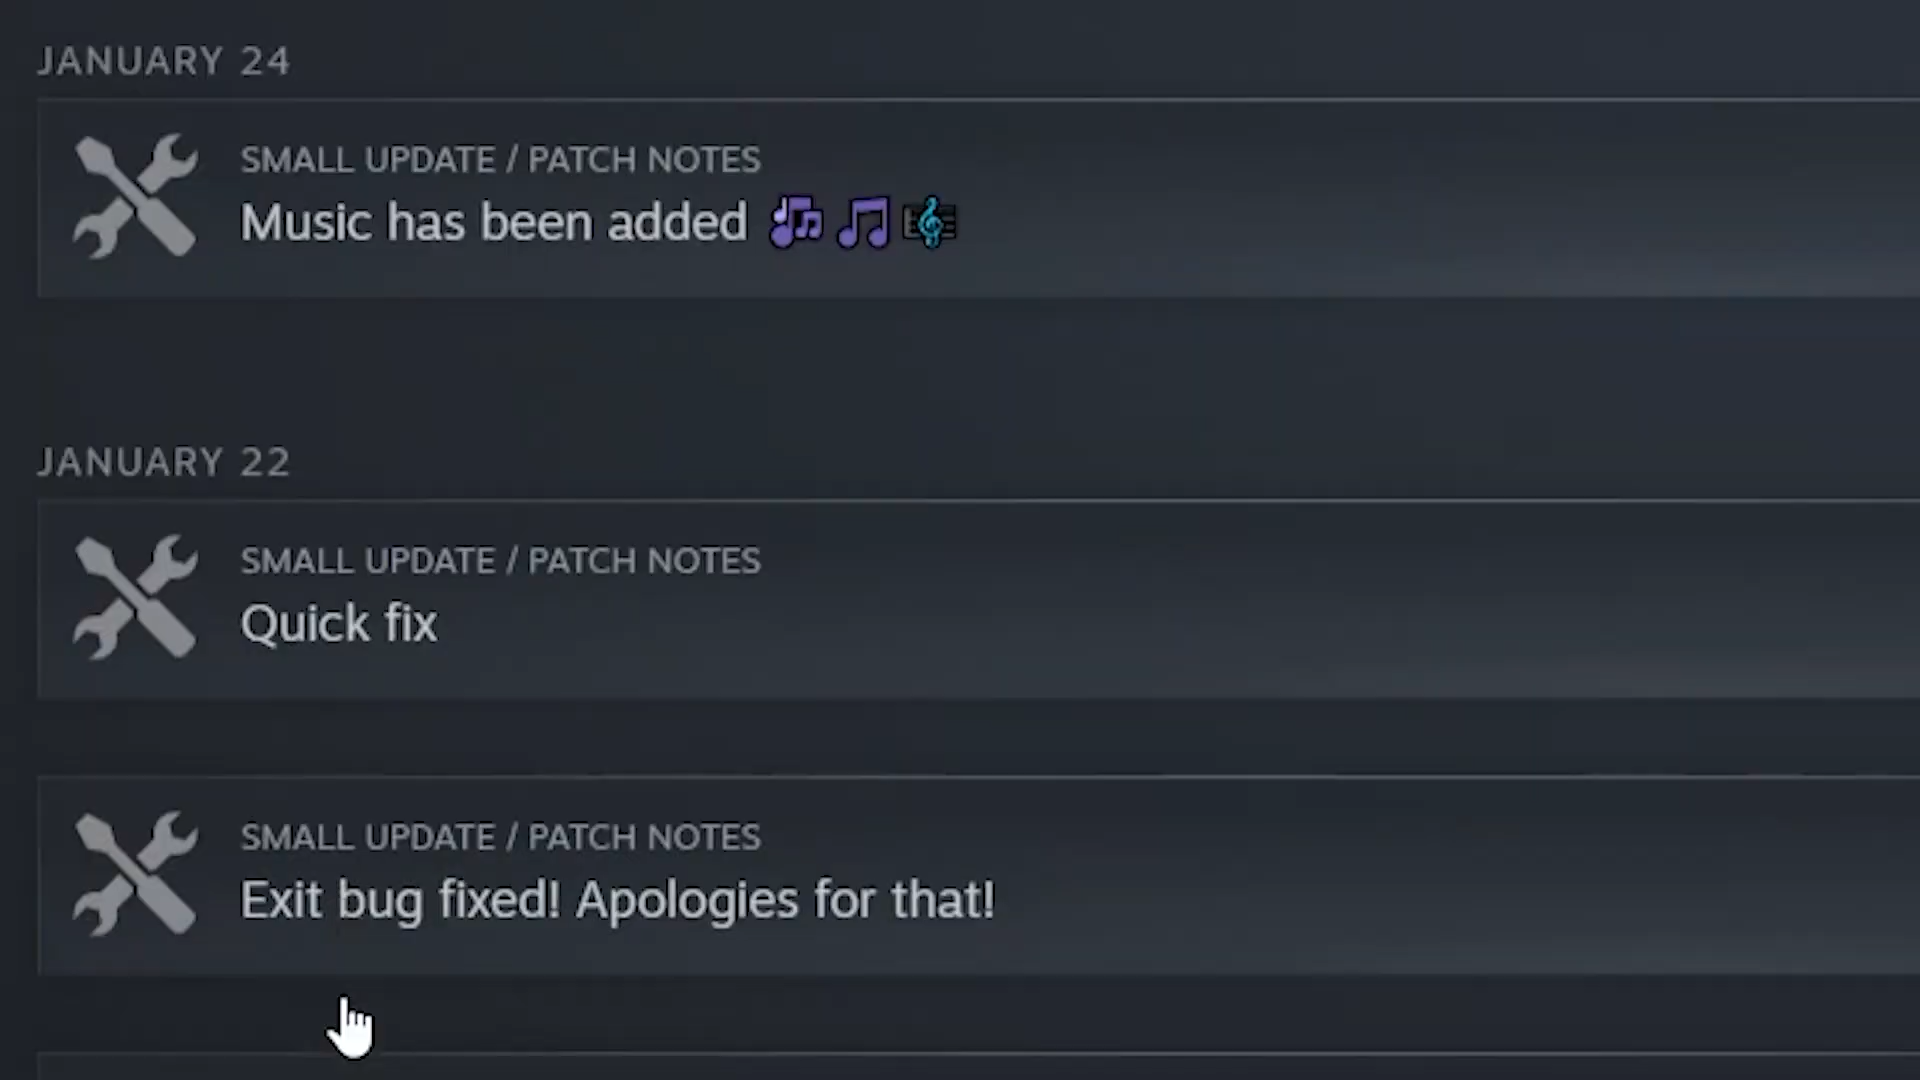 JANUARY 24
SMALL UPDATE / PATCH NOTES
Music has been added 🎶 🎵 🎼
JANUARY 22
SMALL UPDATE / PATCH NOTES
Quick fix
SMALL UPDATE / PATCH NOTES
Exit bug fixed! Apologies for that!